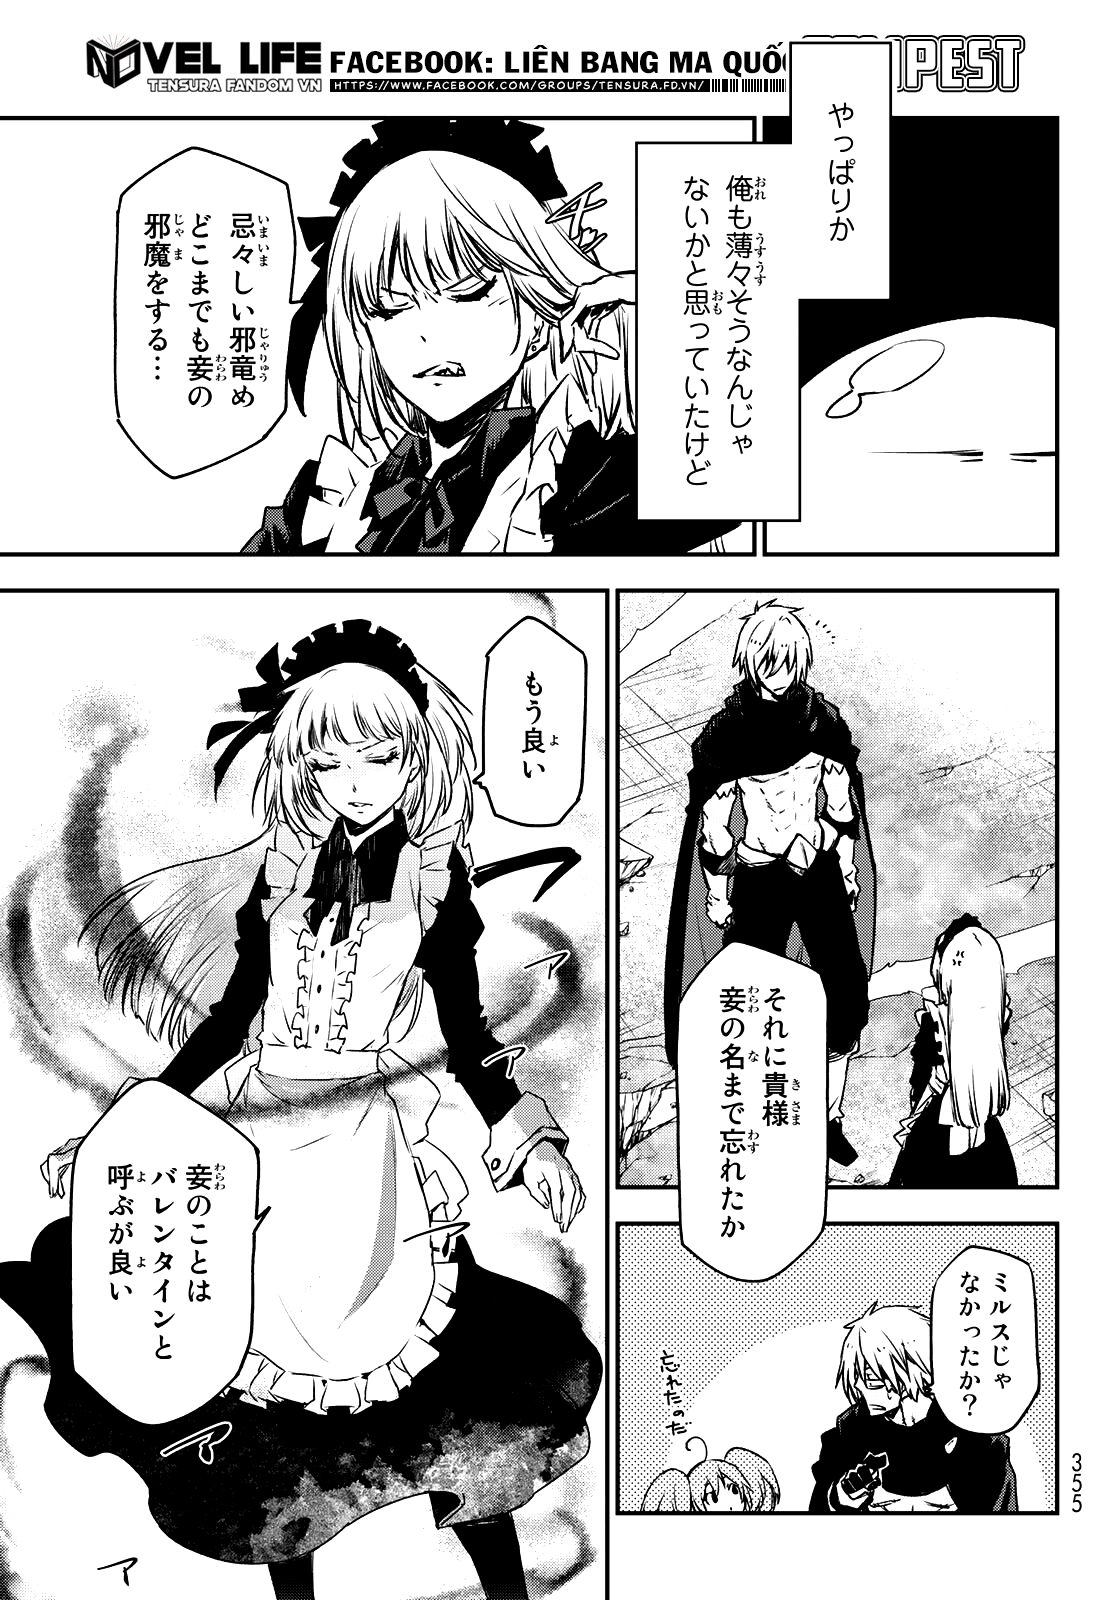 NOVEL LIFE
TENSURA FANDOM VN
FACEBOOK: LIÊN BANG MA QUỐC
HTTPS://WWW.FACEBOOK.COM/GROUPS/TENSURA.FD.VN/
やっぱりか
俺も薄々そうなんじゃ
ないかと思っていたけど
忌々しい邪竜め
どこまでも妾の
邪魔をする…
それに貴様
妾の名まで忘れたか
ミルスじゃ
なかったか?
忘れたのだ
もう良い
妾のことは
バレンタインと
呼ぶが良い
ア
ア
ア
ア
355